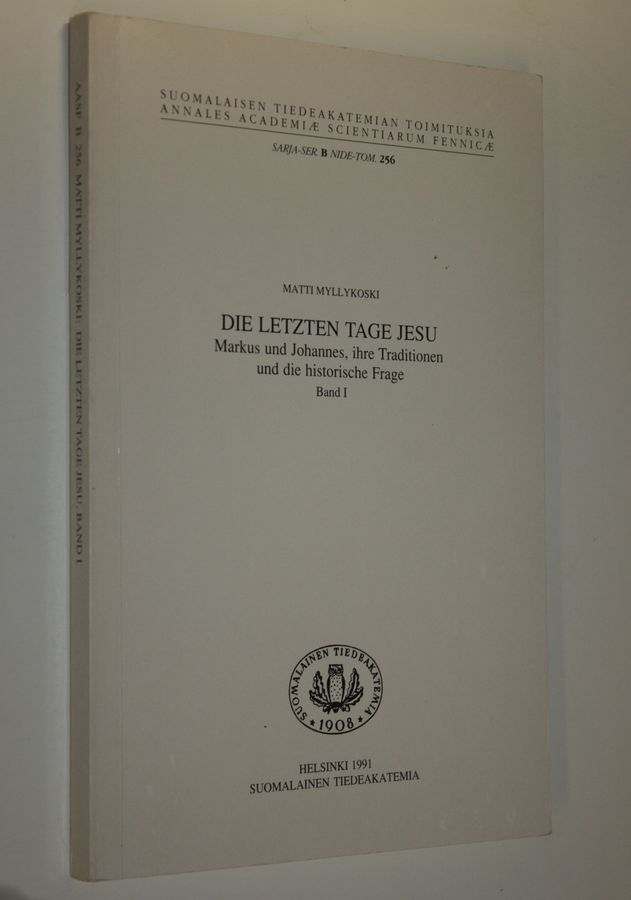 SUOMALAISEN TIEDEAKATEMIAN TOIMITUKSIA
ANNALES ACADEMIÆ SCIENTIARUM FENNICÆ
SARJA-SER. B NIDE-TOM. 256
MATTI MYLLYKOSKI
DIE LETZTEN TAGE JESU
Markus und Johannes, ihre Traditionen
und die historische Frage
Band I
SUOMALAINEN TIEDEAKATEMIA
★ 1908 ★
HELSINKI 1991
SUOMALAINEN TIEDEAKATEMIA
AASF B 256 MATTI MYLLYKOSKI: DIE LETZTEN TAGE JESU. BAND I